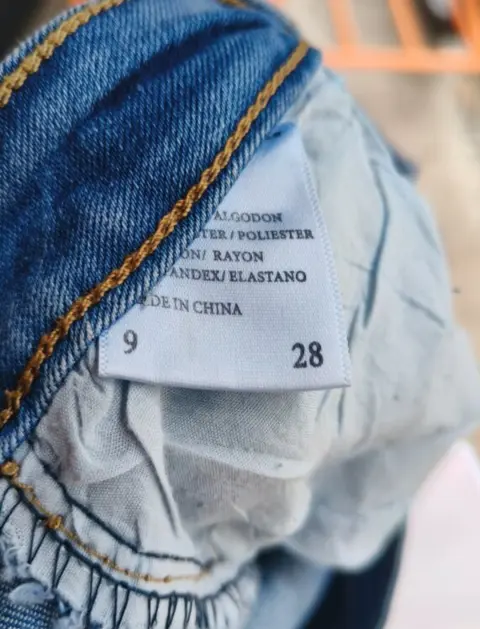 ALGODON
TER / POLIESTER
ON/ RAYON
ANDEX/ ELASTANO
DE IN CHINA
9 28